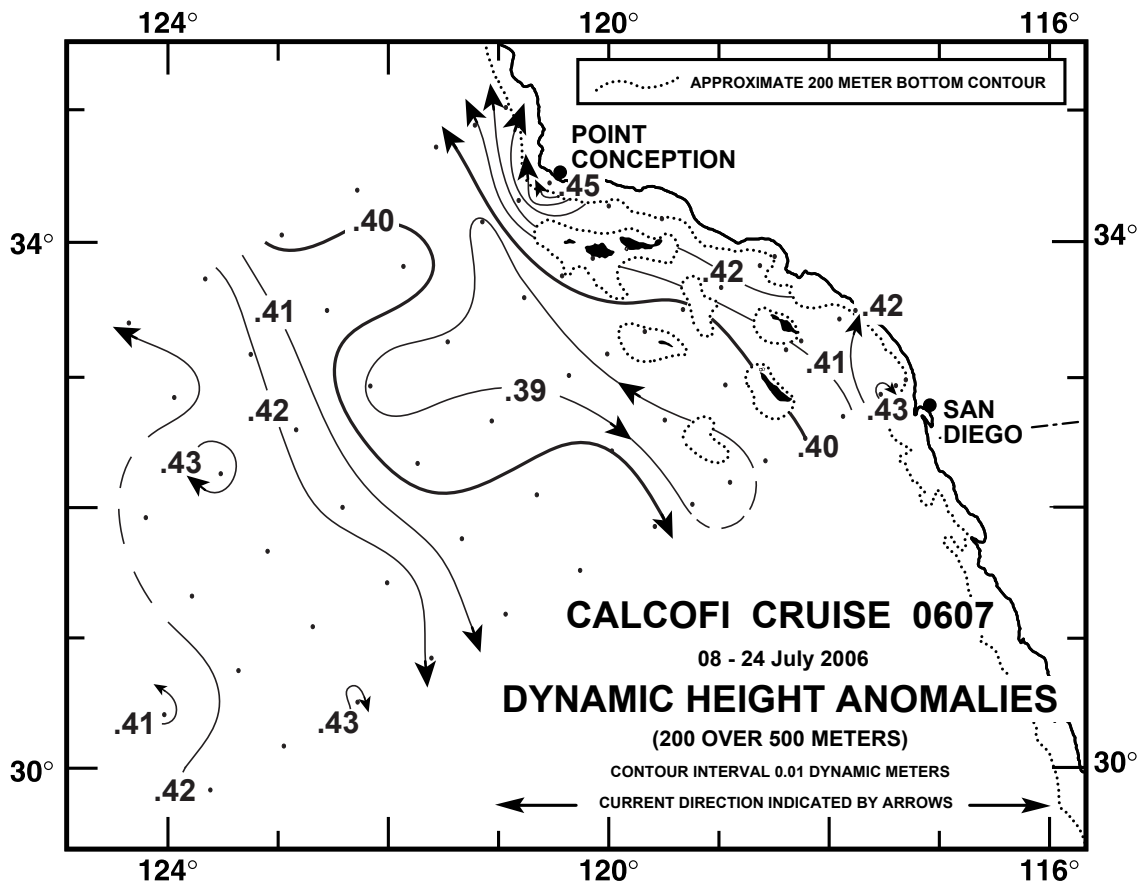 124° 120° 116°
APPROXIMATE 200 METER BOTTOM CONTOUR
POINT
CONCEPTION
.45
.40
34° 34°
.42
.41
.42
.41
.39
.42
.43
SAN
DIEGO
.40
.43
CALCOFI CRUISE 0607
08 - 24 July 2006
DYNAMIC HEIGHT ANOMALIES
(200 OVER 500 METERS)
CONTOUR INTERVAL 0.01 DYNAMIC METERS
CURRENT DIRECTION INDICATED BY ARROWS
.41
.43
.42
30° 30°
124° 120° 116°